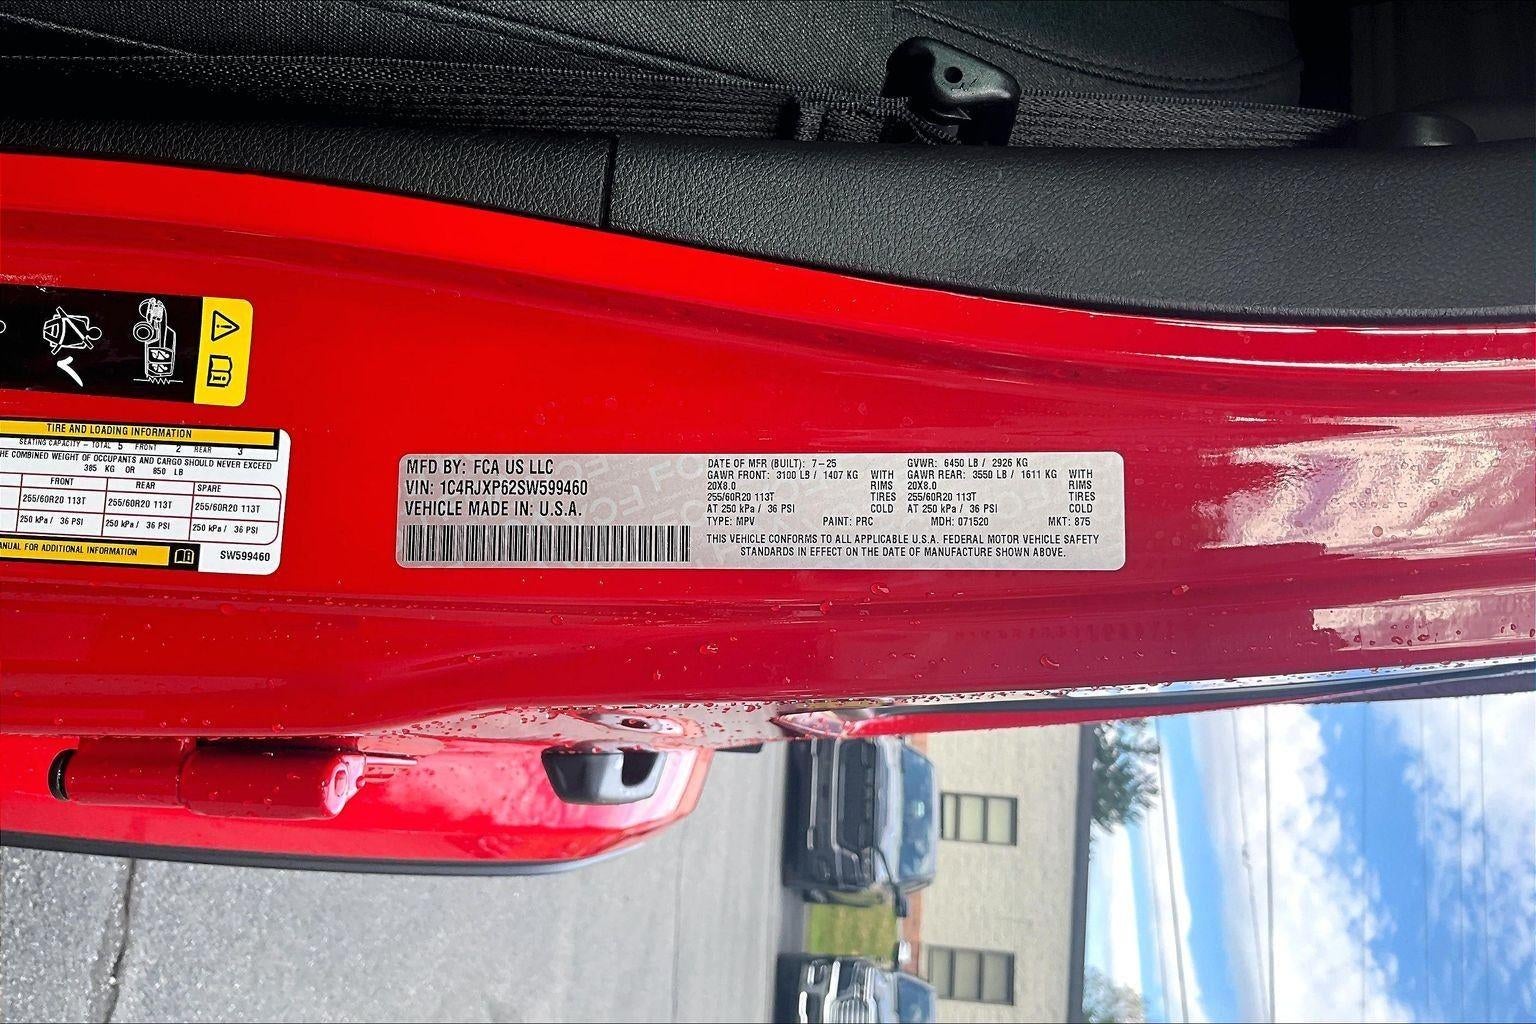 TIRE AND LOADING INFORMATION
SEATING CAPACITY - TOTAL 5 FRONT 2 REAR 3
THE COMBINED WEIGHT OF OCCUPANTS AND CARGO SHOULD NEVER EXCEED
385 KG OR 850 LB
FRONT REAR SPARE
255/60R20 113T 255/60R20 113T 255/60R20 113T
250 kPa / 36 PSI 250 kPa / 36 PSI 250 kPa / 36 PSI
MANUAL FOR ADDITIONAL INFORMATION
SW599460
MFD BY: FCA US LLC
VIN: 1C4RJXP62SW599460
VEHICLE MADE IN: U.S.A.
DATE OF MFR (BUILT): 7-25 GVWR: 6450 LB / 2926 KG
GAWR FRONT: 3100 LB / 1407 KG WITH GAWR REAR: 3550 LB / 1611 KG WITH
20X8.0 RIMS 20X8.0 RIMS
255/60R20 113T TIRES 255/60R20 113T TIRES
AT 250 kPa / 36 PSI COLD AT 250 kPa / 36 PSI COLD
TYPE: MPV PAINT: PRC MDH: 071520 MKT: 875
THIS VEHICLE CONFORMS TO ALL APPLICABLE U.S.A. FEDERAL MOTOR VEHICLE SAFETY
STANDARDS IN EFFECT ON THE DATE OF MANUFACTURE SHOWN ABOVE.